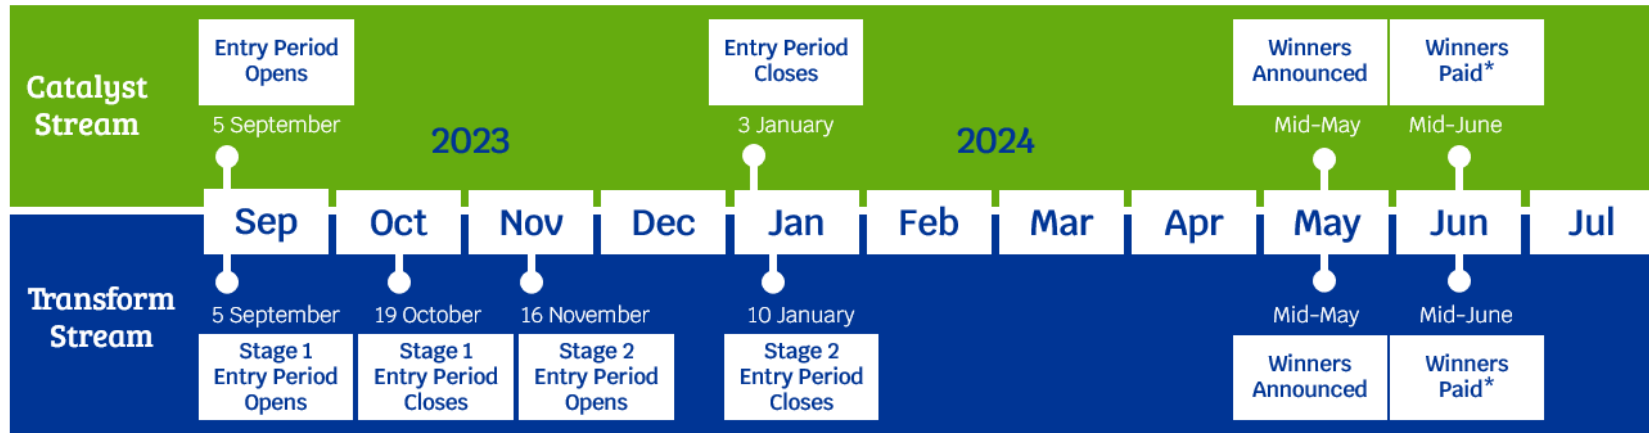 Catalyst
Stream
Entry Period
Opens
5 September
2023
Entry Period
Closes
3 January
2024
Winners
Announced
Mid-May
Winners
Paid*
Mid-June
Sep
Oct
Nov
Dec
Jan
Feb
Mar
Apr
May
Jun
Jul
Transform
Stream
5 September
Stage 1
Entry Period
Opens
19 October
Stage 1
Entry Period
Closes
16 November
Stage 2
Entry Period
Opens
10 January
Stage 2
Entry Period
Closes
Mid-May
Winners
Announced
Mid-June
Winners
Paid*